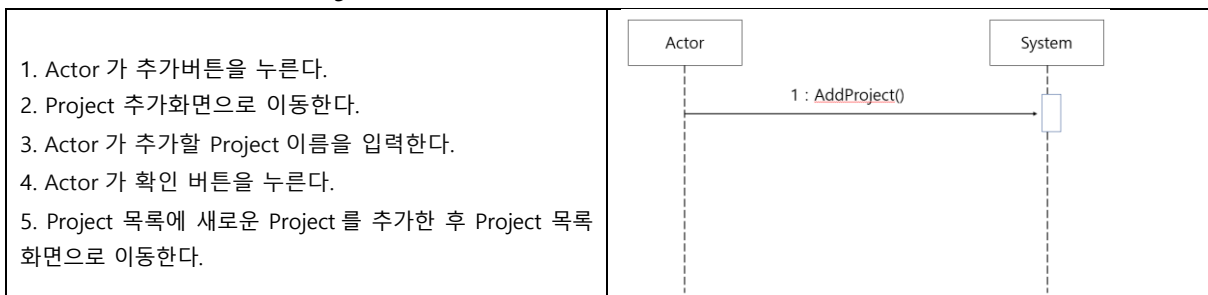 1. Actor 가 추가버튼을 누른다.
2. Project 추가화면으로 이동한다.
3. Actor 가 추가할 Project 이름을 입력한다.
4. Actor 가 확인 버튼을 누른다.
5. Project 목록에 새로운 Project 를 추가한 후 Project 목록
화면으로 이동한다.
Actor
System
1 : AddProject()